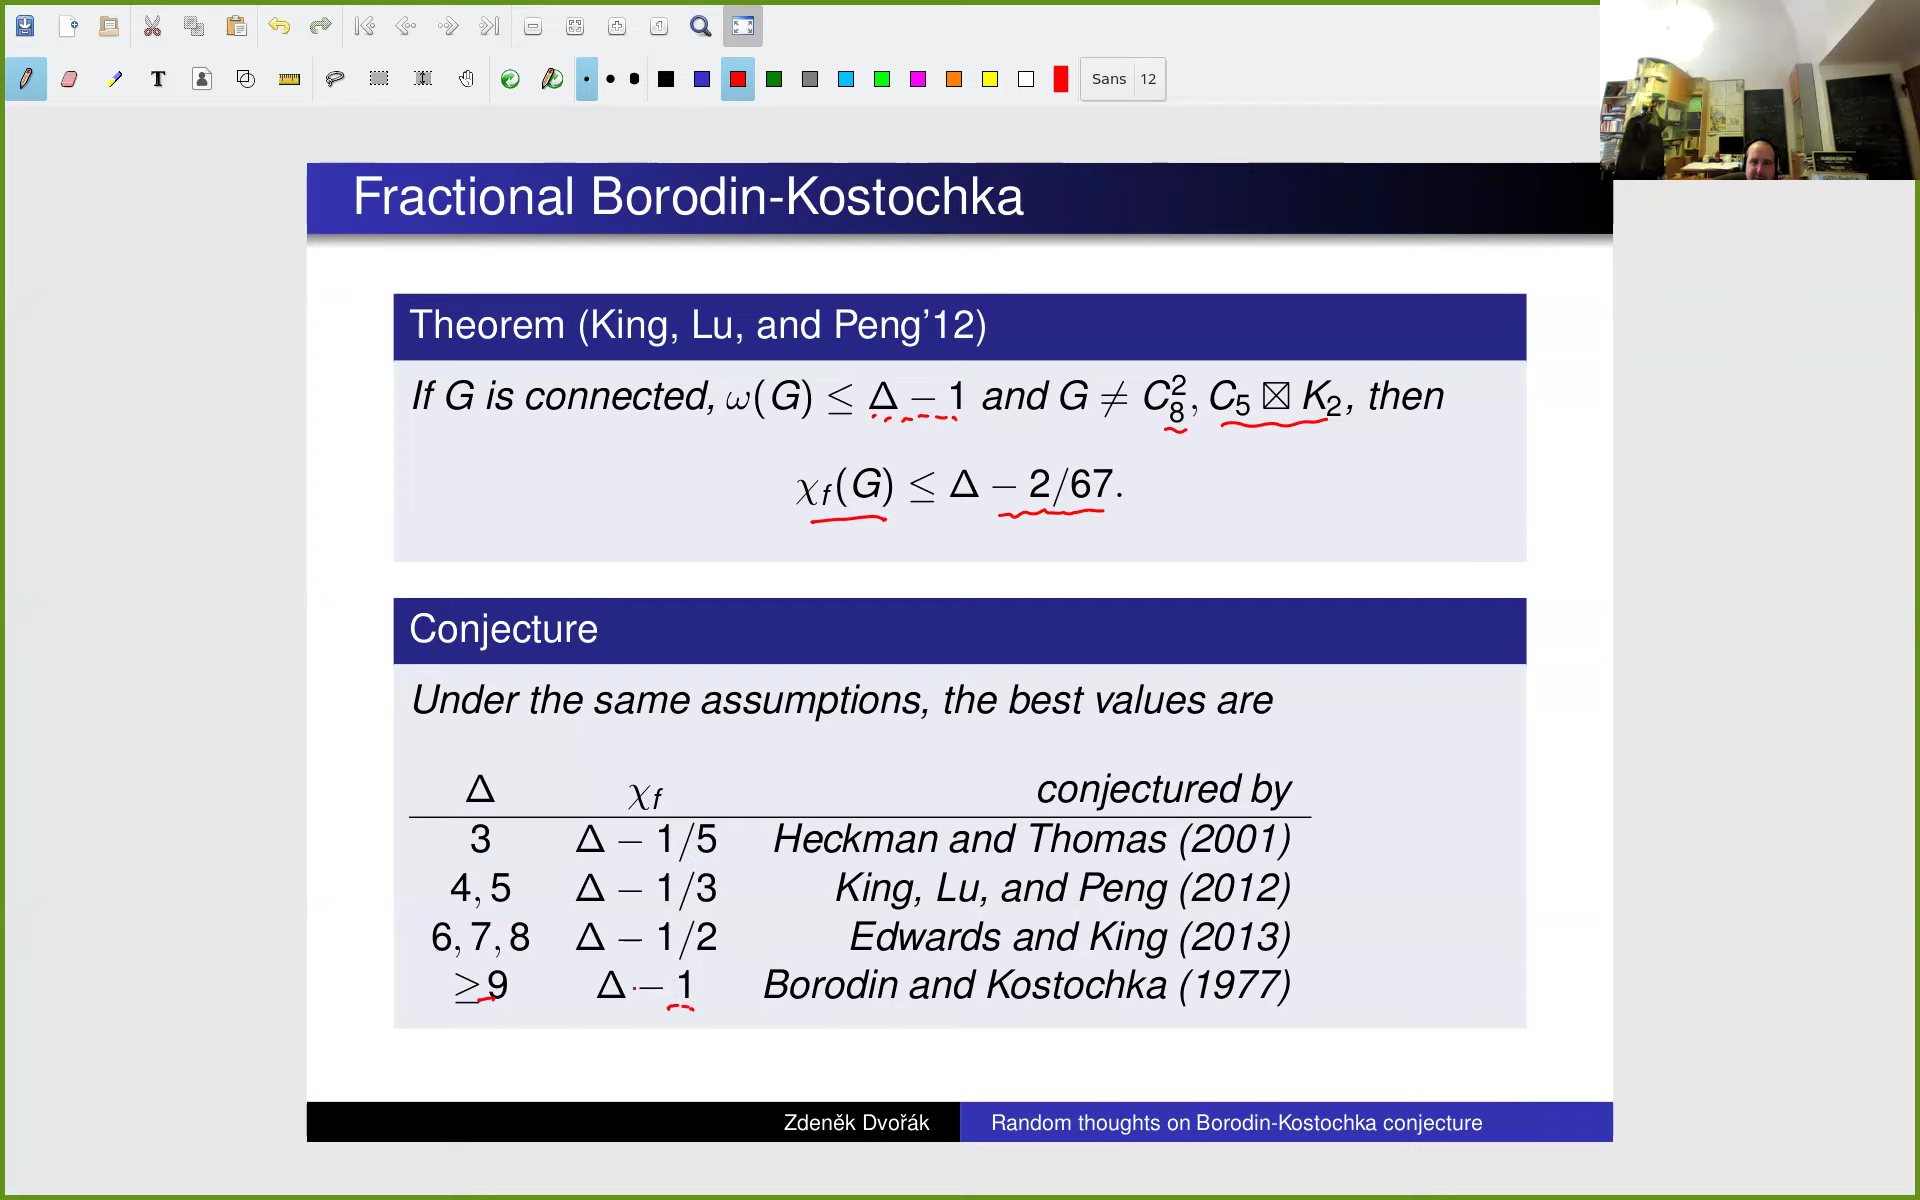 T
Sans 12
Fractional Borodin-Kostochka
Theorem (King, Lu, and Peng'12)
If G is connected, ω(G) ≤ Δ − 1 and G ≠ C₈², C₅ ⊠ K₂, then
χ_f(G) ≤ Δ − 2/67.
Conjecture
Under the same assumptions, the best values are
Δ χ_f conjectured by
3 Δ − 1/5 Heckman and Thomas (2001)
4, 5 Δ − 1/3 King, Lu, and Peng (2012)
6, 7, 8 Δ − 1/2 Edwards and King (2013)
≥ 9 Δ − 1 Borodin and Kostochka (1977)
Zdeněk Dvořák Random thoughts on Borodin-Kostochka conjecture